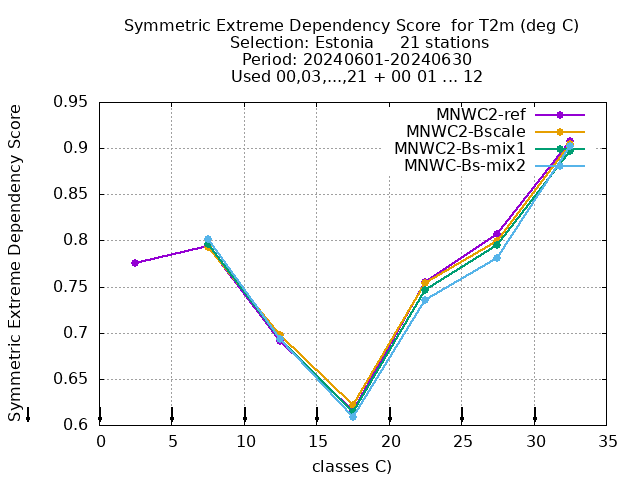 Symmetric Extreme Dependency Score for T2m (deg C)
Selection: Estonia 21 stations
Period: 20240601-20240630
Used 00,03,...,21 + 00 01 ... 12
Symmetric Extreme Dependency Score
0.95
0.9
0.85
0.8
0.75
0.7
0.65
0.6
MNWC2-ref
MNWC2-Bscale
MNWC2-Bs-mix1
MNWC-Bs-mix2
0 5 10 15 20 25 30 35
classes C)